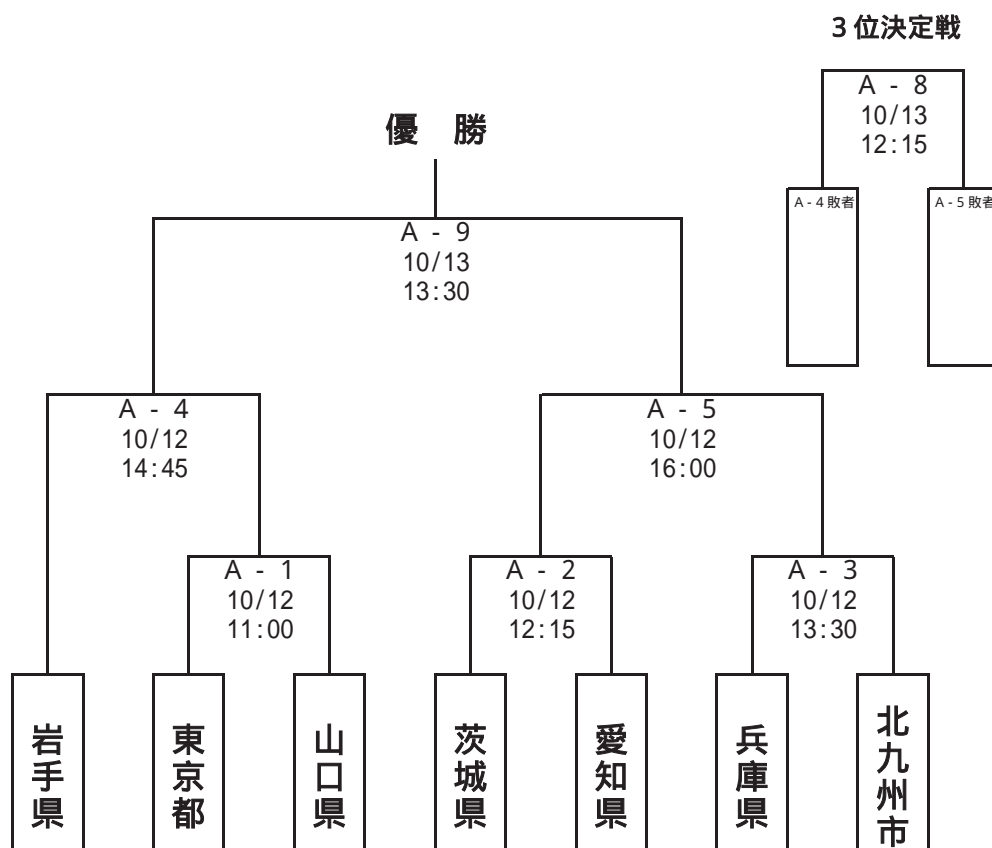 3位決定戦
A - 8
10/13
12:15
優 勝
A-4敗者
A-5敗者
A - 9
10/13
13:30
A - 4
10/12
14:45
A - 5
10/12
16:00
A - 1
10/12
11:00
A - 2
10/12
12:15
A - 3
10/12
13:30
岩手県
東京都
山口県
茨城県
愛知県
兵庫県
北九州市